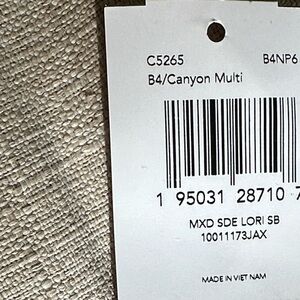 C5265 B4NP6
B4/Canyon Multi
1 95031 28710 7
MXD SDE LORI SB
10011173JAX
MADE IN VIET NAM